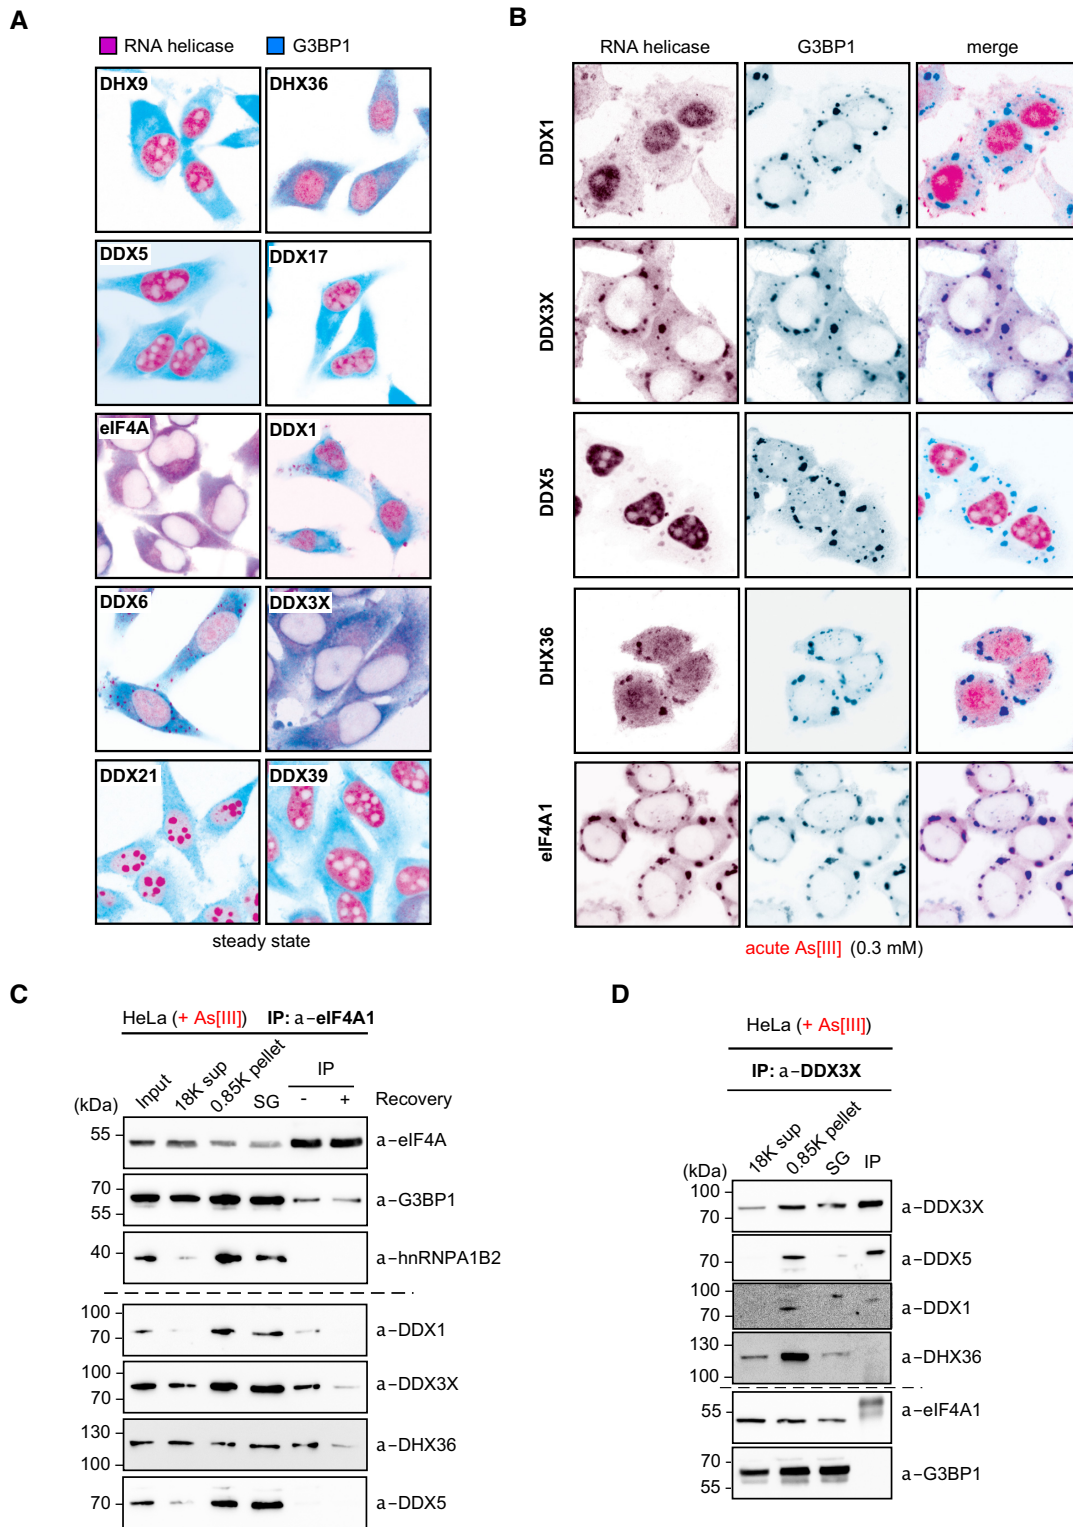 A
RNA helicase
G3BP1
DHX9
DHX36
DDX5
DDX17
eIF4A
DDX1
DDX6
DDX3X
DDX21
DDX39
steady state
B
RNA helicase
G3BP1
merge
DDX1
DDX3X
DDX5
DHX36
eIF4A1
acute As[III] (0.3 mM)
C
HeLa (+ As[III])
IP: a-eIF4A1
Input
18K sup
0.85K pellet
SG
IP
(kDa)
- +
Recovery
55
a-eIF4A
70
55
a-G3BP1
40
a-hnRNPA1B2
100
70
a-DDX1
100
70
a-DDX3X
130
100
a-DHX36
70
a-DDX5
D
HeLa (+ As[III])
IP: a-DDX3X
18K sup
0.85K pellet
SG
IP
(kDa)
100
70
a-DDX3X
70
a-DDX5
100
70
a-DDX1
130
100
a-DHX36
55
a-eIF4A1
70
55
a-G3BP1